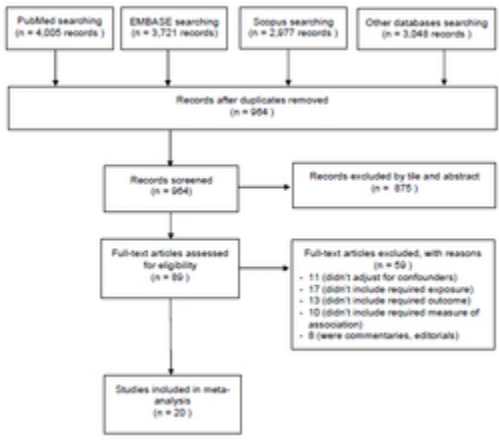 PubMed searching
(n = 4,005 records )
EMBASE searching
(n = 3,721 records)
Scopus searching
(n = 2,977 records )
Other databases searching
(n = 3,048 records )
Records after duplicates removed
(n = 964 )
Records screened
(n = 964)
Records excluded by tile and abstract
(n = 875 )
Full-text articles assessed
for eligibility
(n = 89 )
Full-text articles excluded, with reasons
(n = 59 )
- 11 (didn't adjust for confounders)
- 17 (didn't include required exposure)
- 13 (didn't include required outcome)
- 10 (didn't include required measure of
association)
- 8 (were commentaries, editorials)
Studies included in meta-
analysis
(n = 20 )